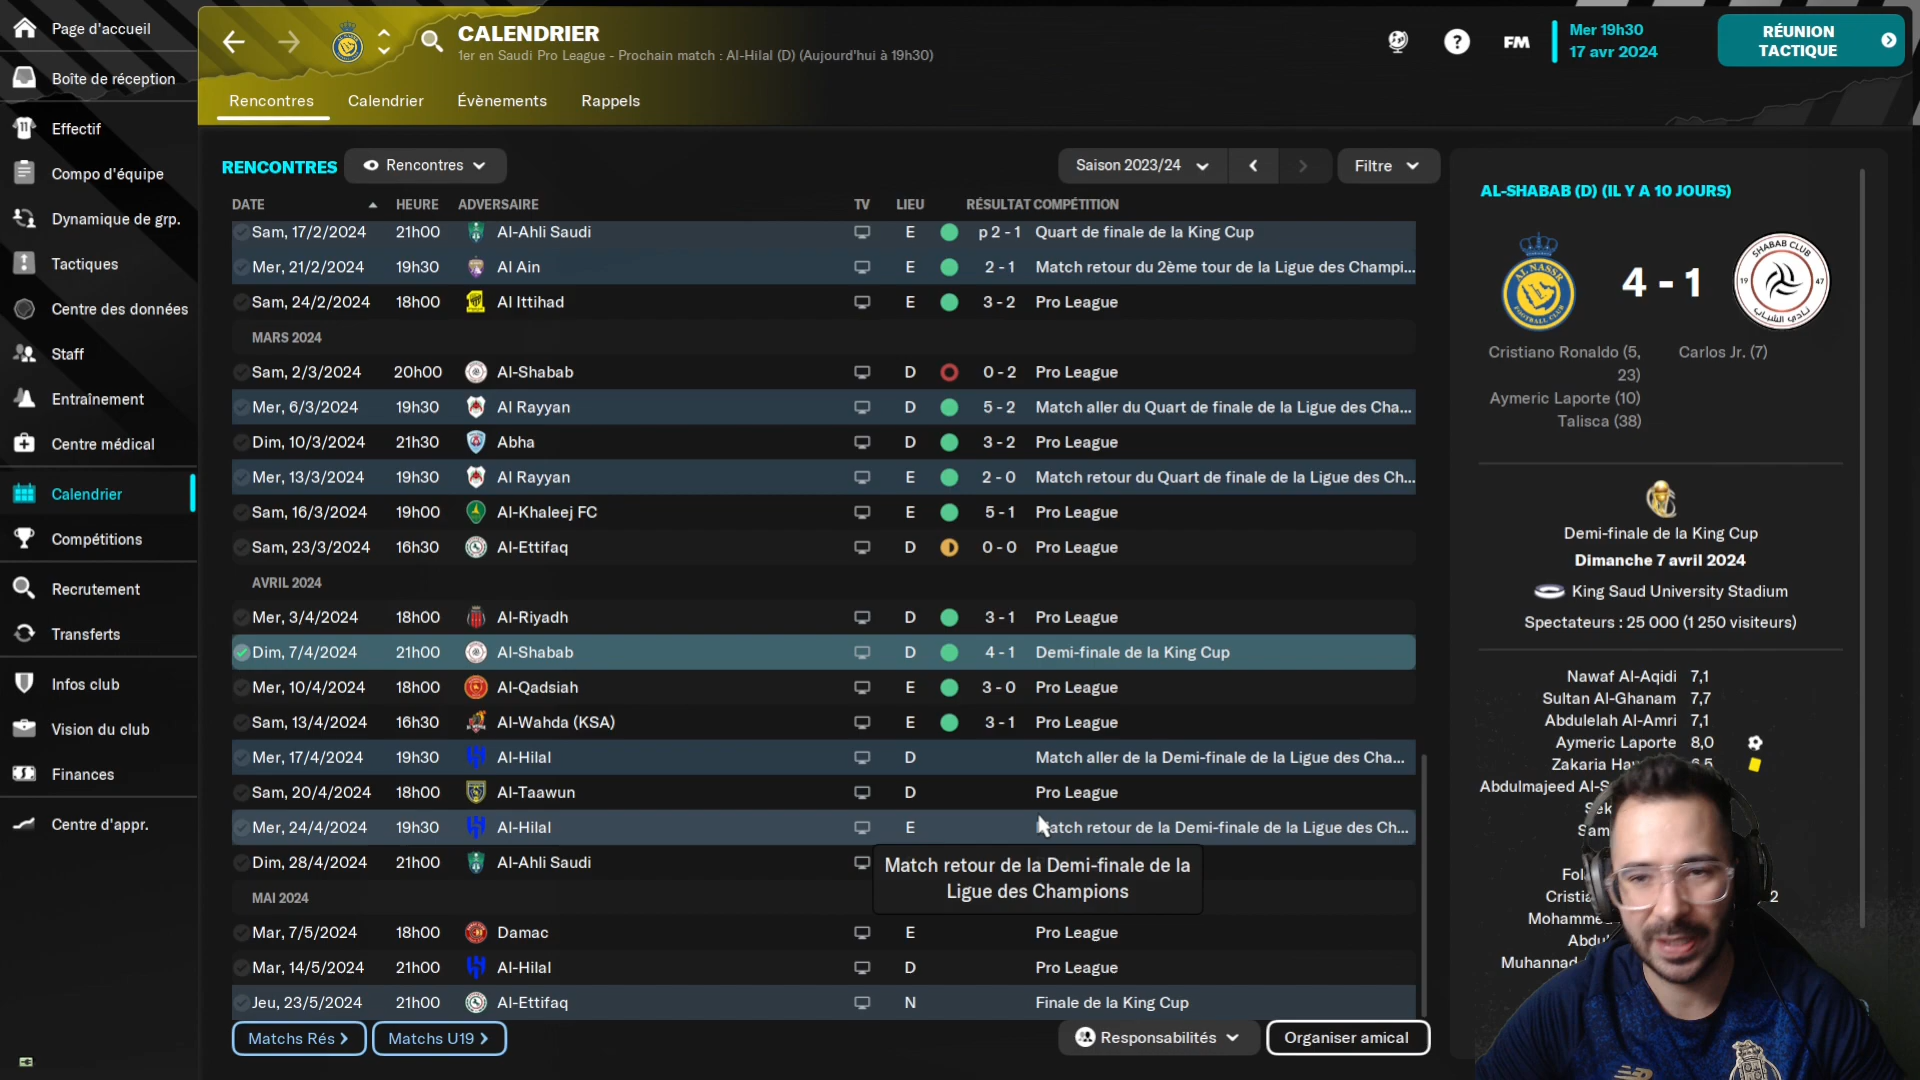 Page d'accueil
Boîte de réception
Effectif
Compo d'équipe
Dynamique de grp.
Tactiques
Centre des données
Staff
Entraînement
Centre médical
Calendrier
Compétitions
Recrutement
Transferts
Infos club
Vision du club
Finances
Centre d'appr.
CALENDRIER
1er en Saudi Pro League - Prochain match : Al-Hilal (D) (Aujourd'hui à 19h30)
FM
Mer 19h30
17 avr 2024
RÉUNION
TACTIQUE
Rencontres Calendrier Évènements Rappels
RENCONTRES Rencontres Saison 2023/24 Filtre
DATE HEURE ADVERSAIRE TV LIEU RÉSULTAT COMPÉTITION
Sam, 17/2/2024 21h00 Al-Ahli Saudi E p 2 - 1 Quart de finale de la King Cup
Mer, 21/2/2024 19h30 Al Ain E 2 - 1 Match retour du 2ème tour de la Ligue des Champi...
Sam, 24/2/2024 18h00 Al Ittihad E 3 - 2 Pro League
MARS 2024
Sam, 2/3/2024 20h00 Al-Shabab D 0 - 2 Pro League
Mer, 6/3/2024 19h30 Al Rayyan D 5 - 2 Match aller du Quart de finale de la Ligue des Cha...
Dim, 10/3/2024 21h30 Abha D 3 - 2 Pro League
Mer, 13/3/2024 19h30 Al Rayyan E 2 - 0 Match retour du Quart de finale de la Ligue des Ch...
Sam, 16/3/2024 19h00 Al-Khaleej FC E 5 - 1 Pro League
Sam, 23/3/2024 16h30 Al-Ettifaq D 0 - 0 Pro League
AVRIL 2024
Mer, 3/4/2024 18h00 Al-Riyadh D 3 - 1 Pro League
Dim, 7/4/2024 21h00 Al-Shabab D 4 - 1 Demi-finale de la King Cup
Mer, 10/4/2024 18h00 Al-Qadsiah E 3 - 0 Pro League
Sam, 13/4/2024 16h30 Al-Wahda (KSA) E 3 - 1 Pro League
Mer, 17/4/2024 19h30 Al-Hilal D Match aller de la Demi-finale de la Ligue des Cha...
Sam, 20/4/2024 18h00 Al-Taawun D Pro League
Mer, 24/4/2024 19h30 Al-Hilal E Match retour de la Demi-finale de la Ligue des Ch...
Dim, 28/4/2024 21h00 Al-Ahli Saudi
Match retour de la Demi-finale de la
Ligue des Champions
MAI 2024
Mar, 7/5/2024 18h00 Damac E Pro League
Mar, 14/5/2024 21h00 Al-Hilal D Pro League
Jeu, 23/5/2024 21h00 Al-Ettifaq N Finale de la King Cup
Matchs Rés Matchs U19 Responsabilités Organiser amical
AL-SHABAB (D) (IL Y A 10 JOURS)
AL NASSR
FOOTBALL CLUB
4 - 1
SHABAB CLUB
19 47
نادي الشباب
Cristiano Ronaldo (5,
23)
Aymeric Laporte (10)
Talisca (38)
Carlos Jr. (7)
Demi-finale de la King Cup
Dimanche 7 avril 2024
King Saud University Stadium
Spectateurs : 25 000 (1 250 visiteurs)
Nawaf Al-Aqidi 7,1
Sultan Al-Ghanam 7,7
Abdulelah Al-Amri 7,1
Aymeric Laporte 8,0
Zakaria
Abdulmajeed
Muhannad